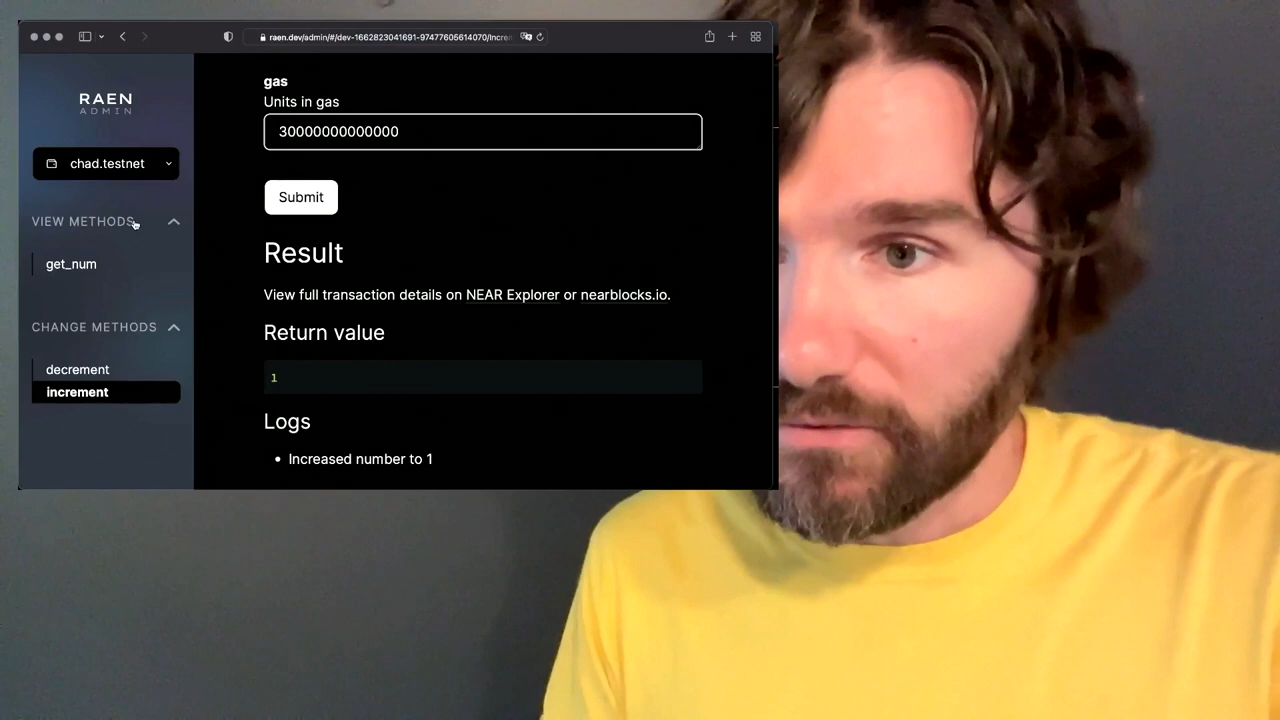 raen.dev/admin/#/dev-1662823041691-97477605614070/Incre
RAEN
ADMIN
chad.testnet
VIEW METHODS
get_num
CHANGE METHODS
decrement
increment
gas
Units in gas
30000000000000
Submit
Result
View full transaction details on NEAR Explorer or nearblocks.io.
Return value
1
Logs
• Increased number to 1